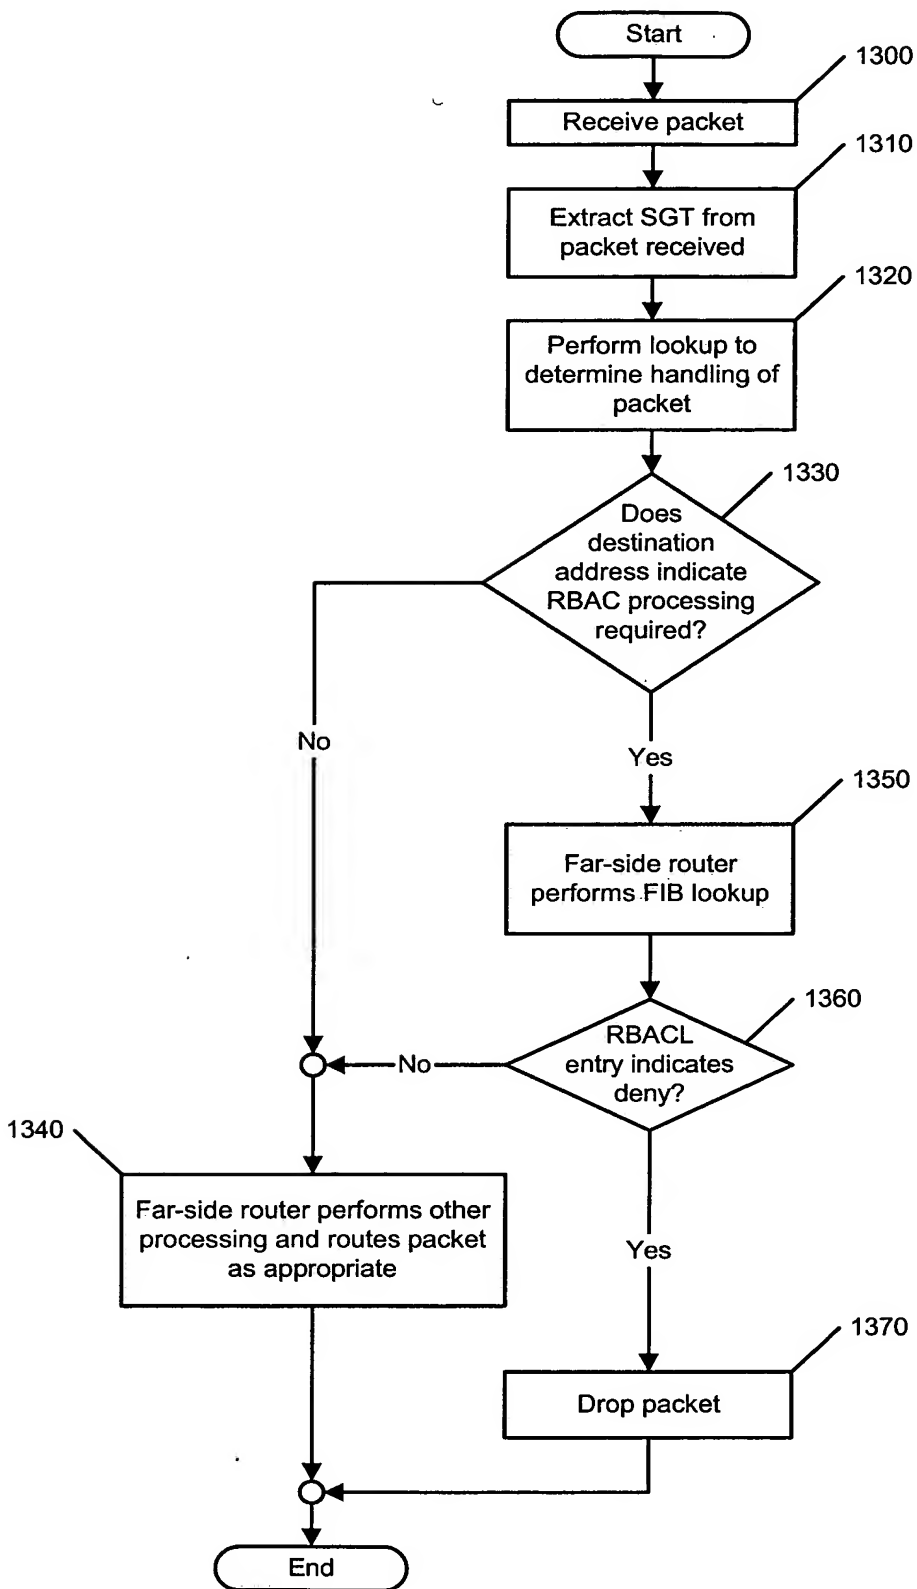 Start
1300
Receive packet
1310
Extract SGT from
packet received
1320
Perform lookup to
determine handling of
packet
1330
Does
destination
address indicate
RBAC processing
required?
No
Yes
1350
Far-side router
performs FIB lookup
1360
RBACL
entry indicates
deny?
No
1340
Far-side router performs other
processing and routes packet
as appropriate
Yes
1370
Drop packet
End